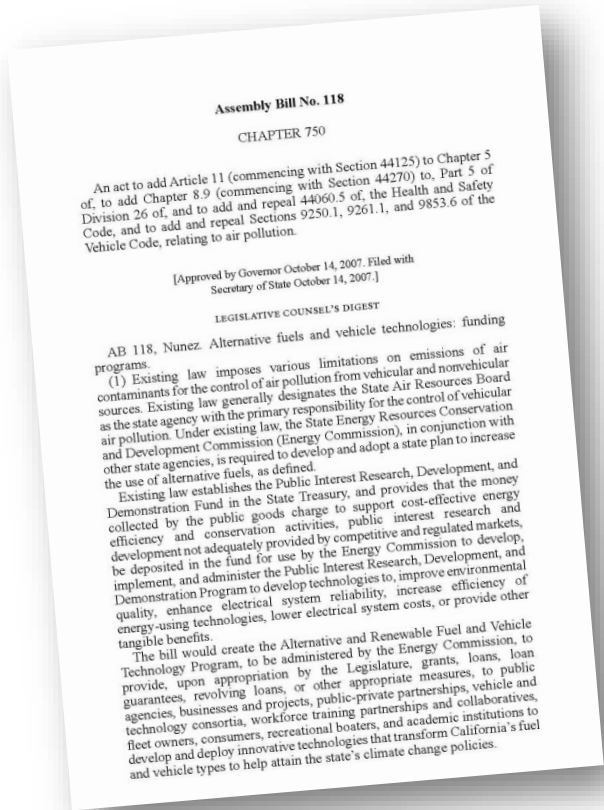 Assembly Bill No. 118
CHAPTER 750
An act to add Article 11 (commencing with Section 44125) to Chapter 5
of, to add Chapter 8.9 (commencing with Section 44270) to, Part 5 of
Division 26 of, and to add and repeal 44060.5 of, the Health and Safety
Code, and to add and repeal Sections 9250.1, 9261.1, and 9853.6 of the
Vehicle Code, relating to air pollution.
[Approved by Governor October 14, 2007. Filed with
Secretary of State October 14, 2007.]
LEGISLATIVE COUNSEL'S DIGEST
AB 118, Nunez. Alternative fuels and vehicle technologies: funding
programs.
(1) Existing law imposes various limitations on emissions of air
contaminants for the control of air pollution from vehicular and nonvehicular
sources. Existing law generally designates the State Air Resources Board
as the state agency with the primary responsibility for the control of vehicular
air pollution. Under existing law, the State Energy Resources Conservation
and Development Commission (Energy Commission), in conjunction with
other state agencies, is required to develop and adopt a state plan to increase
the use of alternative fuels, as defined.
Existing law establishes the Public Interest Research, Development, and
Demonstration Fund in the State Treasury, and provides that the money
collected by the public goods charge to support cost-effective energy
efficiency and conservation activities, public interest research and
development not adequately provided by competitive and regulated markets,
be deposited in the fund for use by the Energy Commission to develop,
implement, and administer the Public Interest Research, Development, and
Demonstration Program to develop technologies to, improve environmental
quality, enhance electrical system reliability, increase efficiency of
energy-using technologies, lower electrical system costs, or provide other
tangible benefits.
The bill would create the Alternative and Renewable Fuel and Vehicle
Technology Program, to be administered by the Energy Commission, to
provide, upon appropriation by the Legislature, grants, loans, loan
guarantees, revolving loans, or other appropriate measures, to public
agencies, businesses and projects, public-private partnerships, vehicle and
technology consortia, workforce training partnerships and collaboratives,
fleet owners, consumers, recreational boaters, and academic institutions to
develop and deploy innovative technologies that transform California's fuel
and vehicle types to help attain the state's climate change policies.